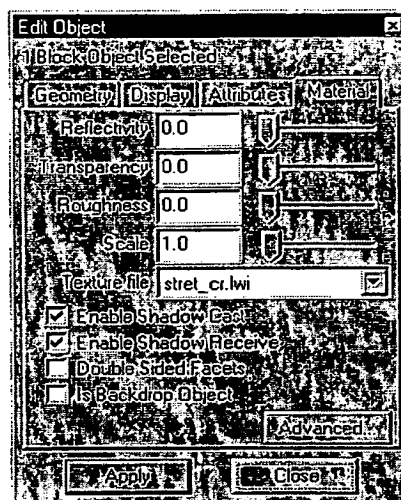 Edit Object
1 Block Object Selected
Geometry Display Attributes Material
Reflectivity 0.0
Transparency 0.0
Roughness 0.0
Scale 1.0
Texture file stret_cr.lwi
Enable Shadow Cast
Enable Shadow Receive
Double Sided Facets
Is Backdrop Object
Advanced...
Apply Close